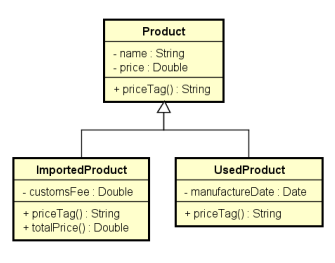 Product
- name : String
- price : Double
+ priceTag() : String
ImportedProduct
- customsFee : Double
+ priceTag() : String
+ totalPrice() : Double
UsedProduct
- manufactureDate : Date
+ priceTag() : String